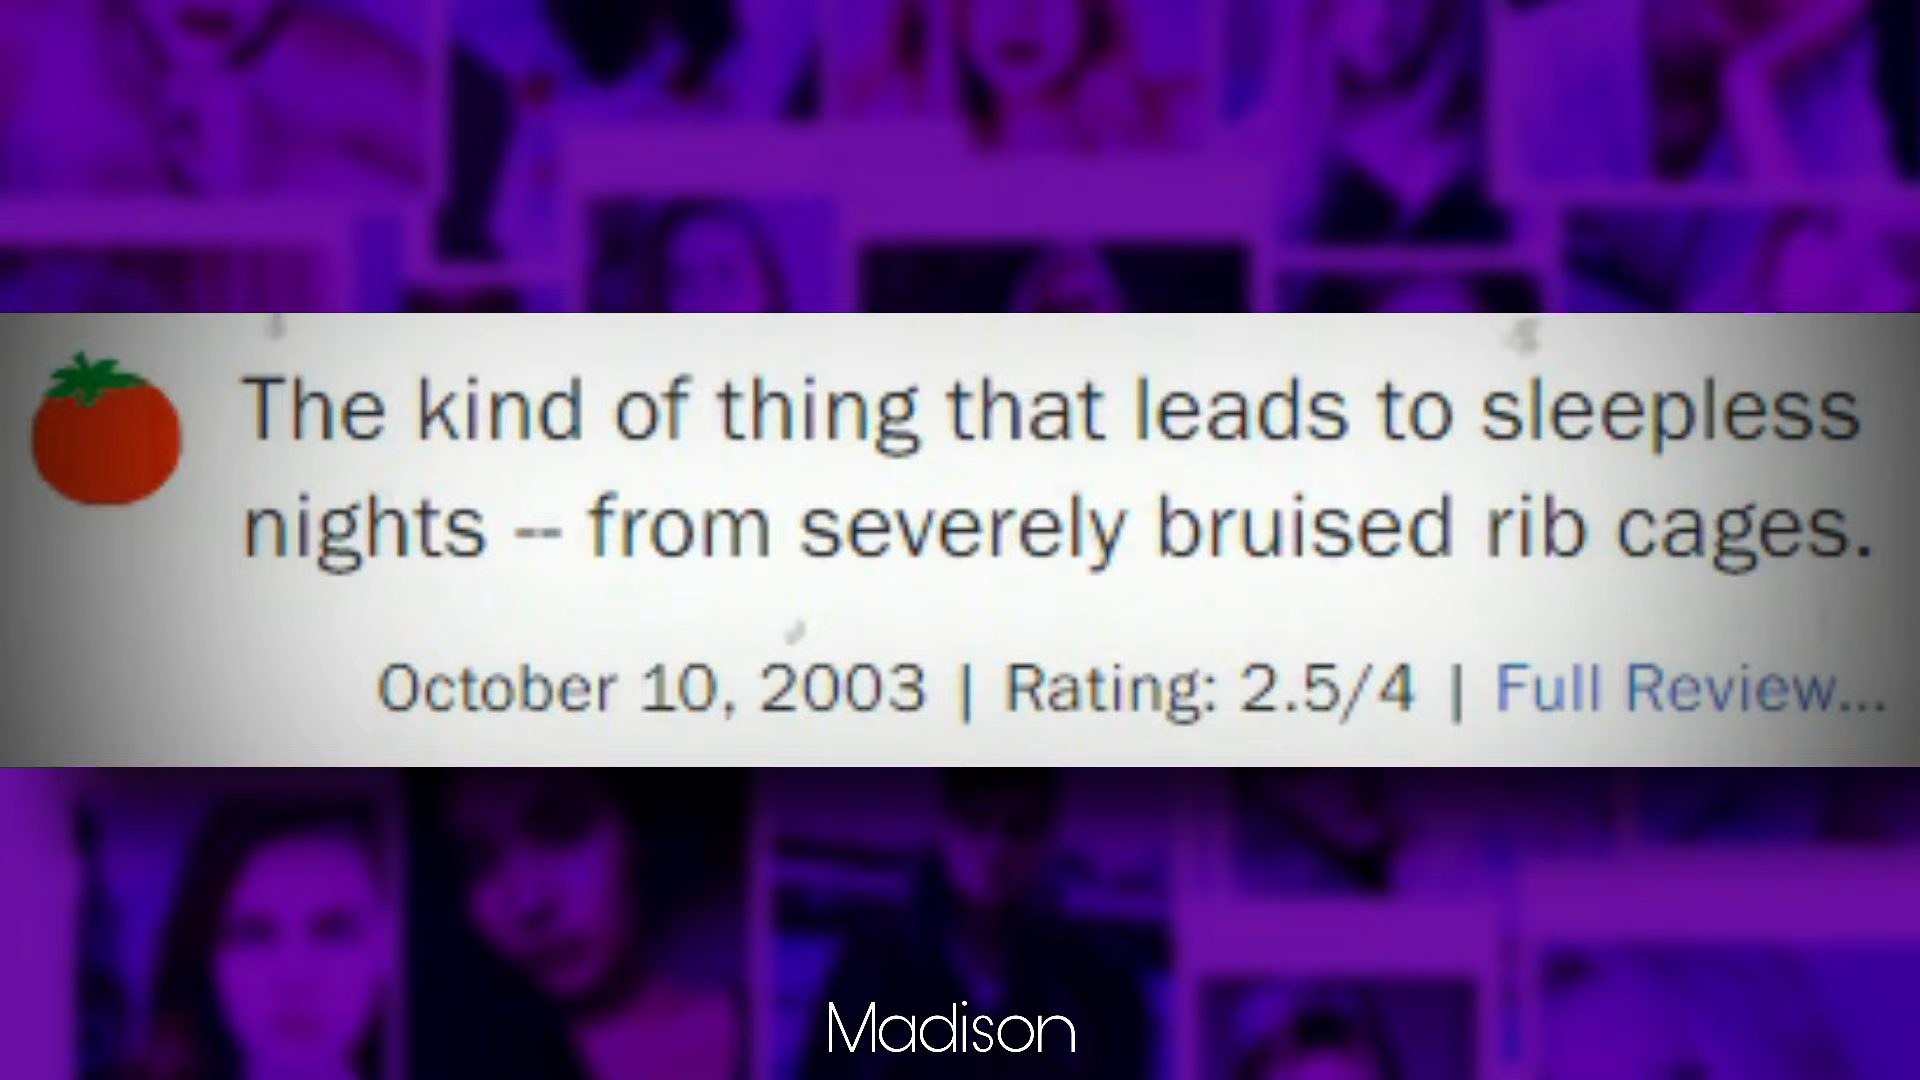 The kind of thing that leads to sleepless
nights -- from severely bruised rib cages.
October 10, 2003 | Rating: 2.5/4 | Full Review...
Madison